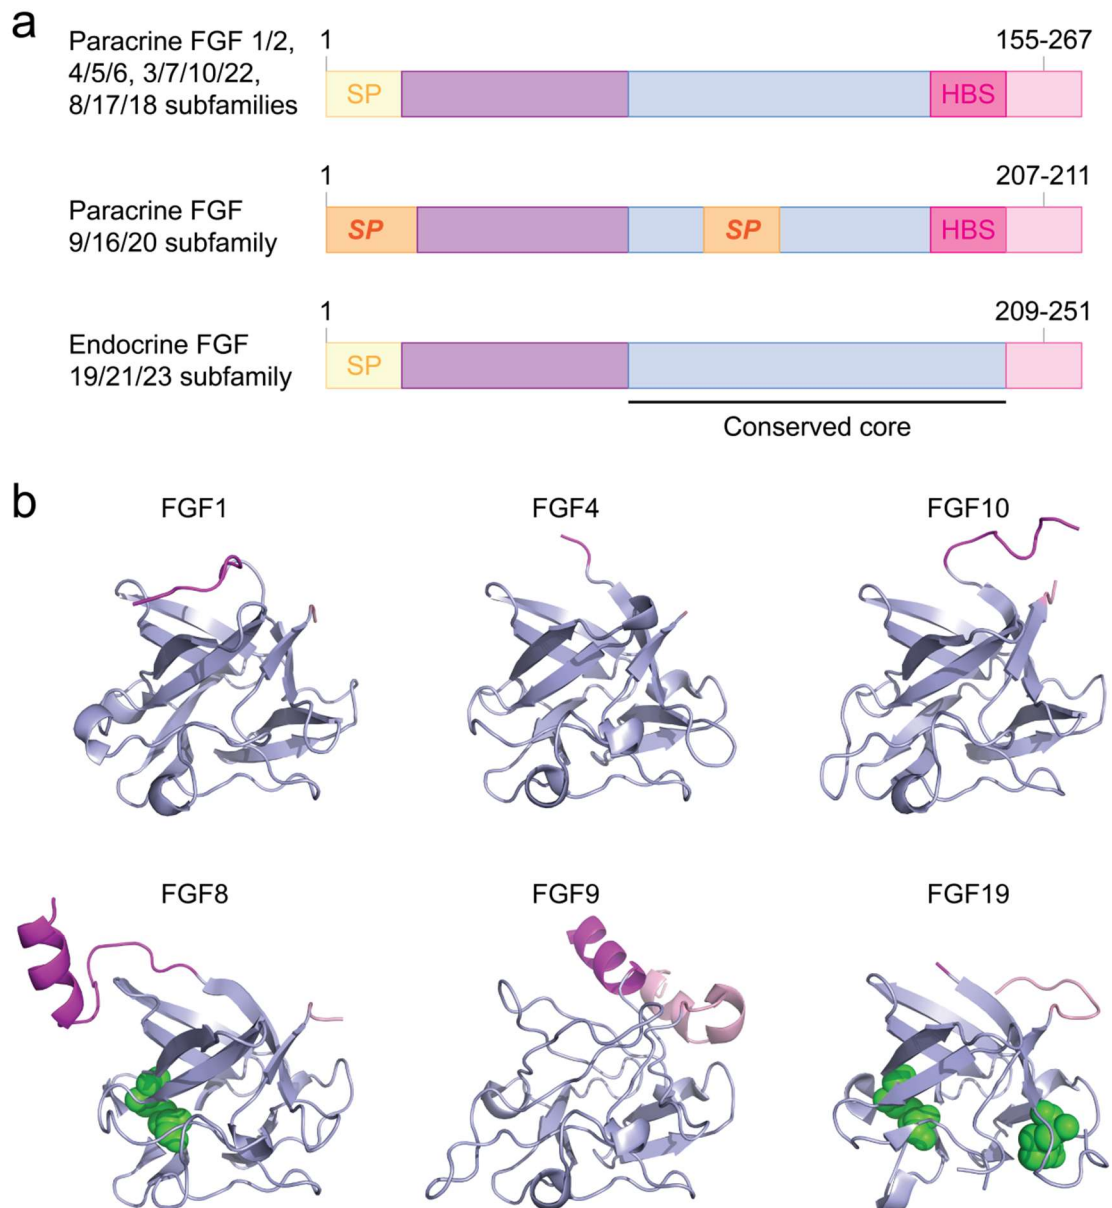 a
Paracrine FGF 1/2,
4/5/6, 3/7/10/22,
8/17/18 subfamilies
1
155-267
SP
HBS
Paracrine FGF
9/16/20 subfamily
1
207-211
SP
SP
HBS
Endocrine FGF
19/21/23 subfamily
1
209-251
SP
Conserved core
b
FGF1
FGF4
FGF10
FGF8
FGF9
FGF19